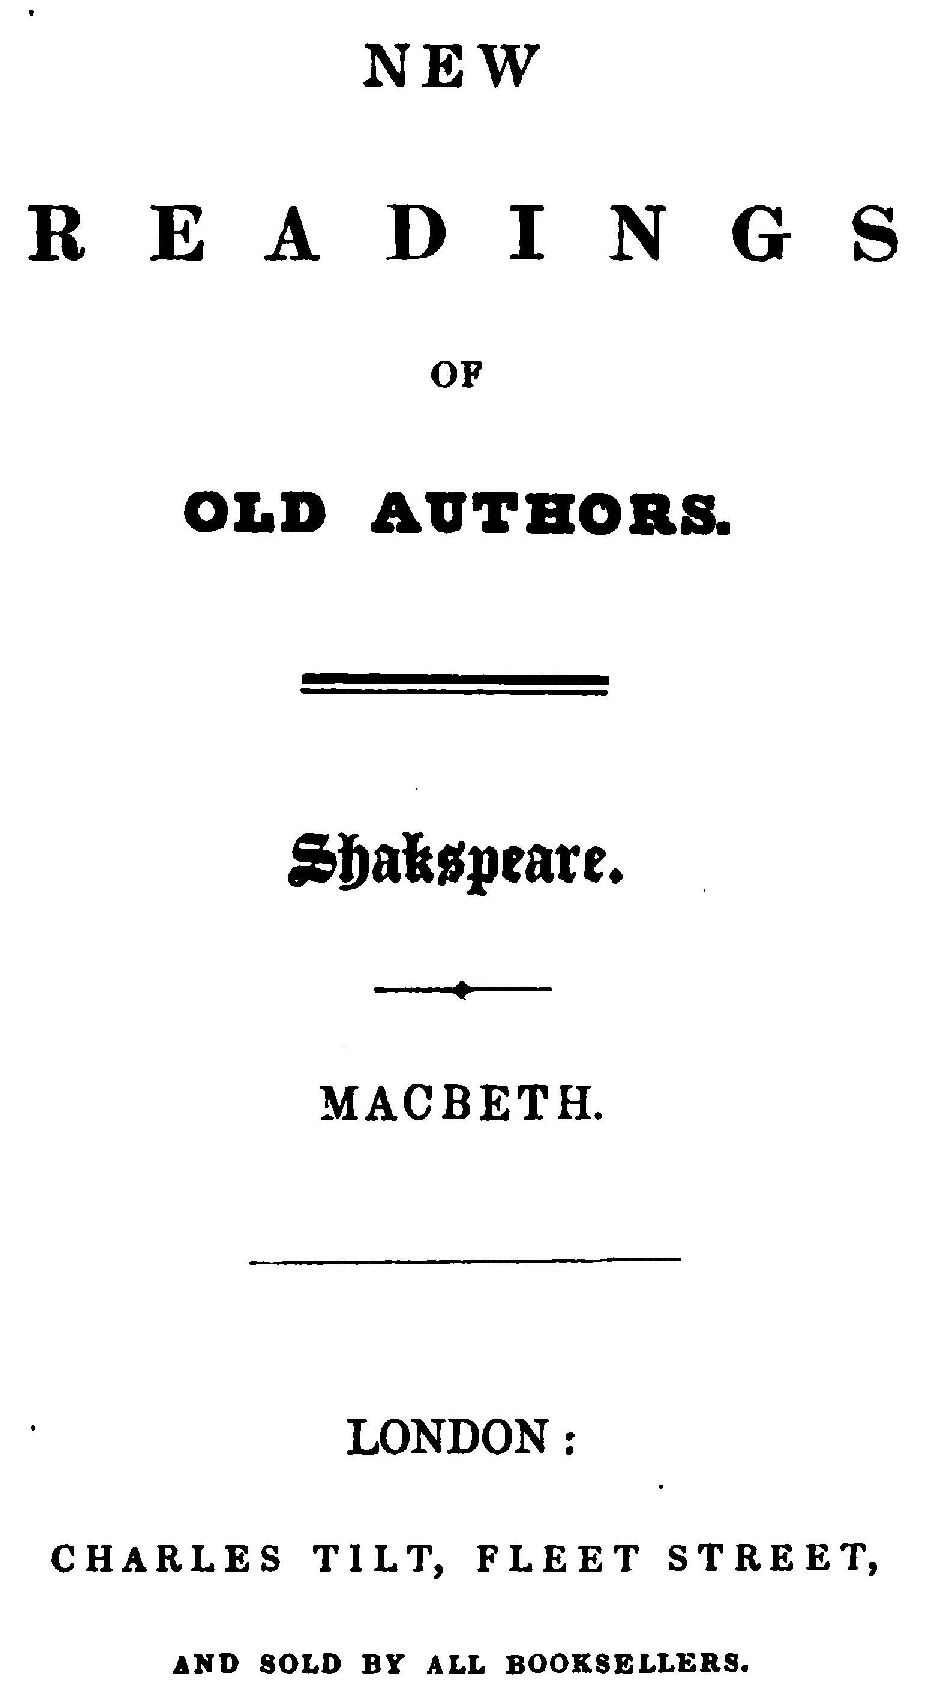 NEW
READINGS
OF
OLD AUTHORS.
Shakspeare.
MACBETH.
LONDON:
CHARLES TILT, FLEET STREET,
AND SOLD BY ALL BOOKSELLERS.